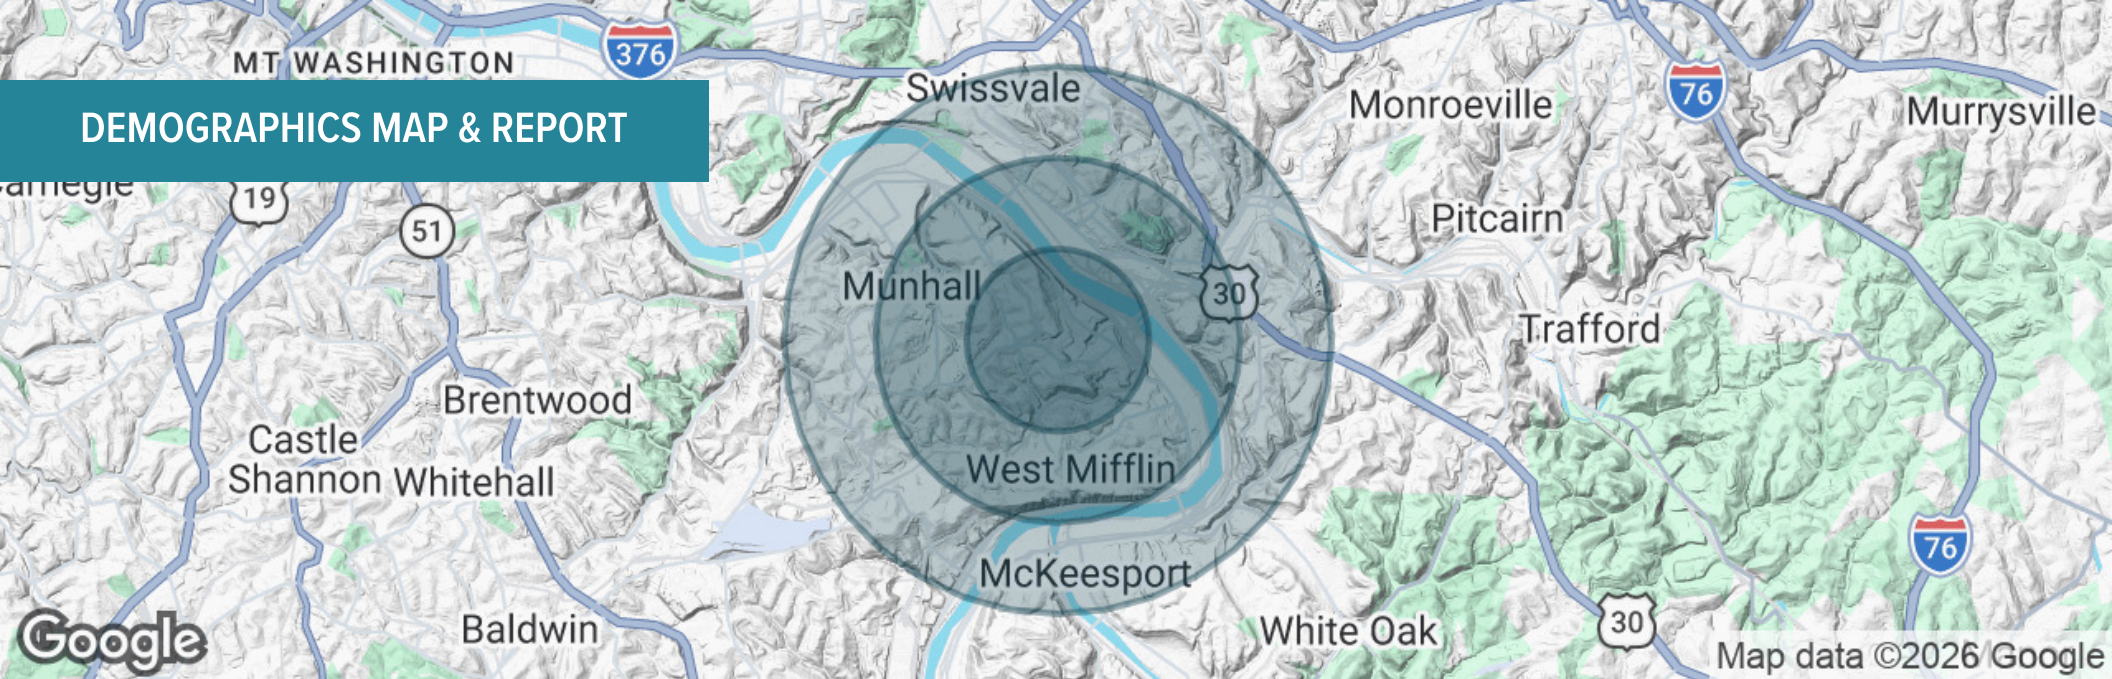 376
MT WASHINGTON
Swissvale
76
Monroeville
Murrysville
DEMOGRAPHICS MAP & REPORT
19
51
Pitcairn
Munhall
30
Trafford
Brentwood
Castle
Shannon
Whitehall
West Mifflin
76
McKeesport
Baldwin
White Oak
30
Google
Map data ©2026 Google